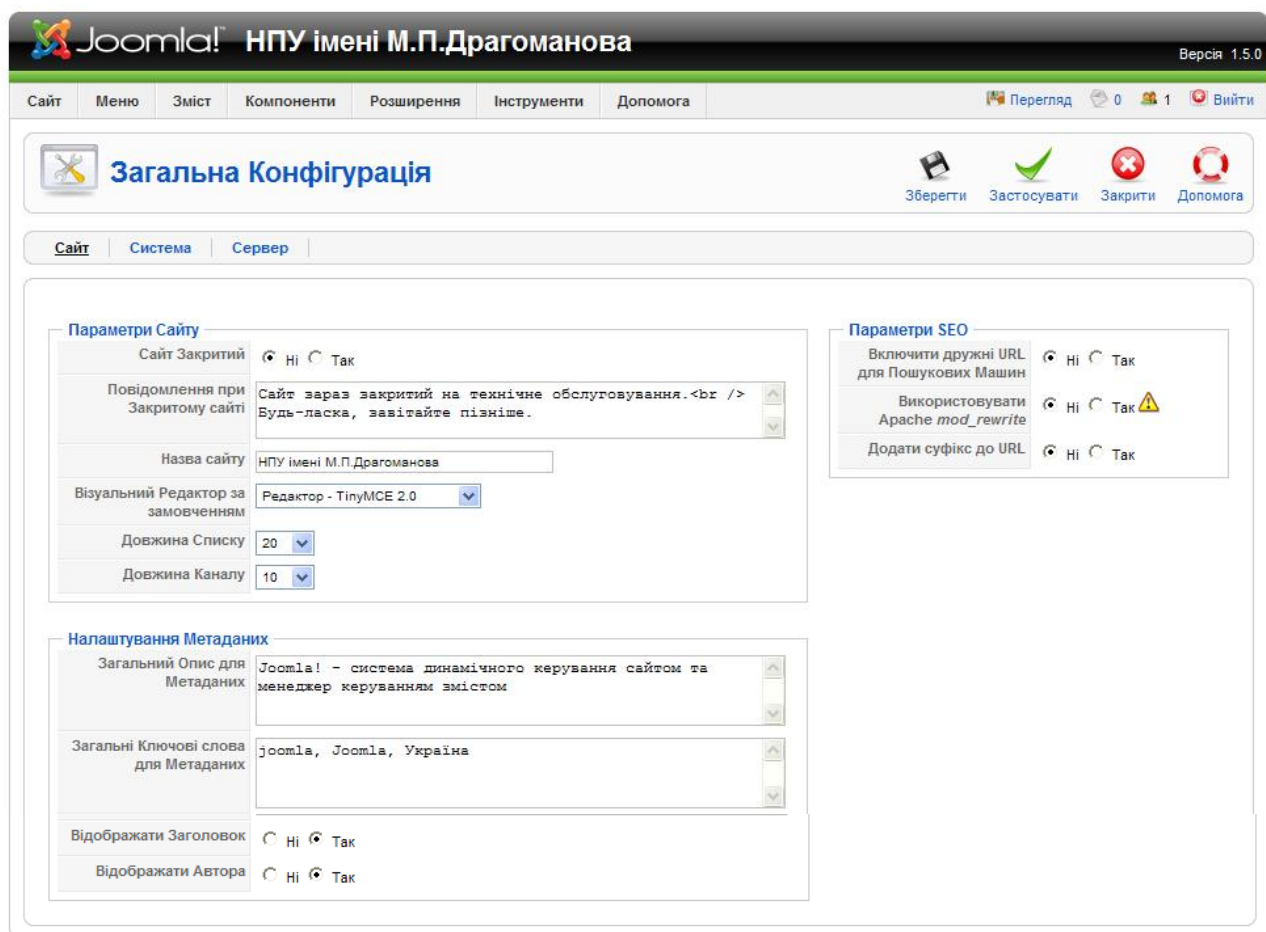 Joomla! НПУ імені М.П.Драгоманова
Версія 1.5.0
Сайт Меню Зміст Компоненти Розширення Інструменти Допомога Перегляд 0 1 Вийти
Загальна Конфігурація
Зберегти Застосувати Закрити Допомога
Сайт Система Сервер
Параметри Сайту
Сайт Закритий Ні Так
Повідомлення при
Закритому сайті
Сайт зараз закритий на технічне обслуговування.<br />
Будь-ласка, завітайте пізніше.
Назва сайту НПУ імені М.П.Драгоманова
Візуальний Редактор за
замовченням
Редактор - TinyMCE 2.0
Довжина Списку 20
Довжина Каналу 10
Параметри SEO
Включити дружні URL
для Пошукових Машин
Ні Так
Використовувати
Apache mod_rewrite
Ні Так
Додати суфікс до URL Ні Так
Налаштування Метаданих
Загальний Опис для
Метаданих
Joomla! - система динамічного керування сайтом та
менеджер керуванням змістом
Загальні Ключові слова
для Метаданих
joomla, Joomla, Україна
Відображати Заголовок Ні Так
Відображати Автора Ні Так